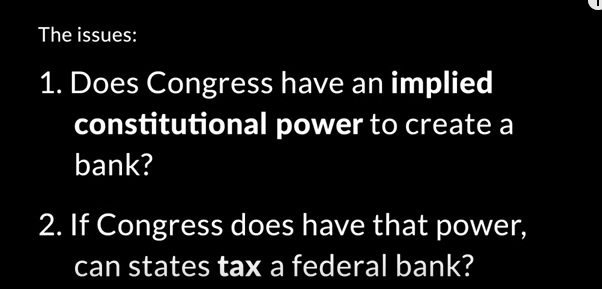 The issues:
1. Does Congress have an implied
constitutional power to create a
bank?
2. If Congress does have that power,
can states tax a federal bank?